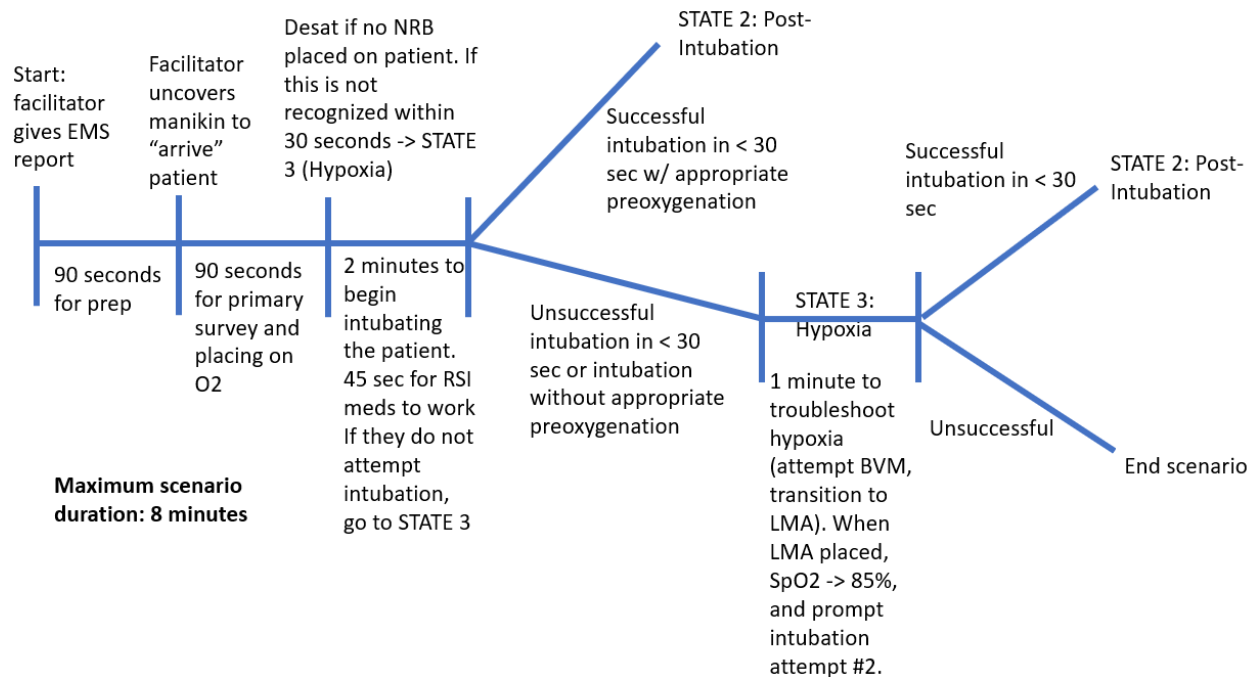 Start:
facilitator
gives EMS
report
Facilitator
uncovers
manikin to
“arrive”
patient
Desat if no NRB
placed on patient. If
this is not
recognized within
30 seconds -> STATE
3 (Hypoxia)
STATE 2: Post-
Intubation
Successful
intubation in < 30
sec w/ appropriate
preoxygenation
Successful
intubation in < 30
sec
STATE 2: Post-
Intubation
90 seconds
for prep
90 seconds
for primary
survey and
placing on
O2
2 minutes to
begin
intubating
the patient.
45 sec for RSI
meds to work
If they do not
attempt
intubation,
go to STATE 3
Unsuccessful
intubation in < 30
sec or intubation
without appropriate
preoxygenation
STATE 3:
Hypoxia
1 minute to
troubleshoot
hypoxia
(attempt BVM,
transition to
LMA). When
LMA placed,
SpO2 -> 85%,
and prompt
intubation
attempt #2.
Unsuccessful
End scenario
Maximum scenario
duration: 8 minutes